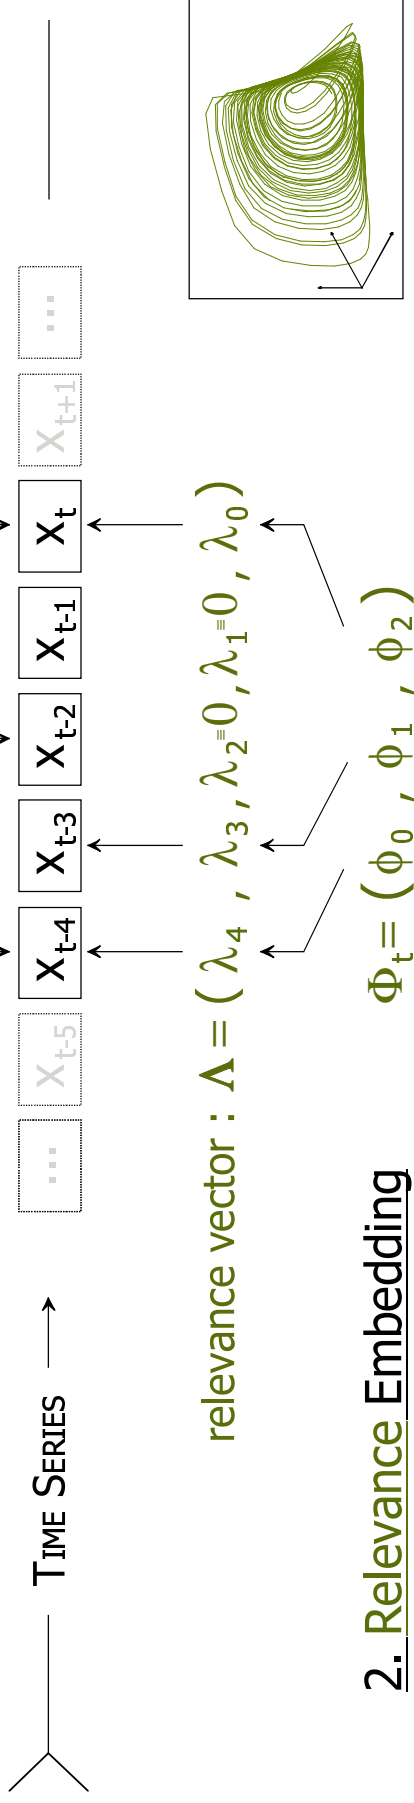 TIME SERIES
... x_{t-5} x_{t-4} x_{t-3} x_{t-2} x_{t-1} x_t x_{t+1} ...
relevance vector : Λ = ( λ_4 , λ_3 , λ_2≡0 , λ_1≡0 , λ_0 )
Φ_t = ( ϕ_0 , ϕ_1 , ϕ_2 )
2. Relevance Embedding